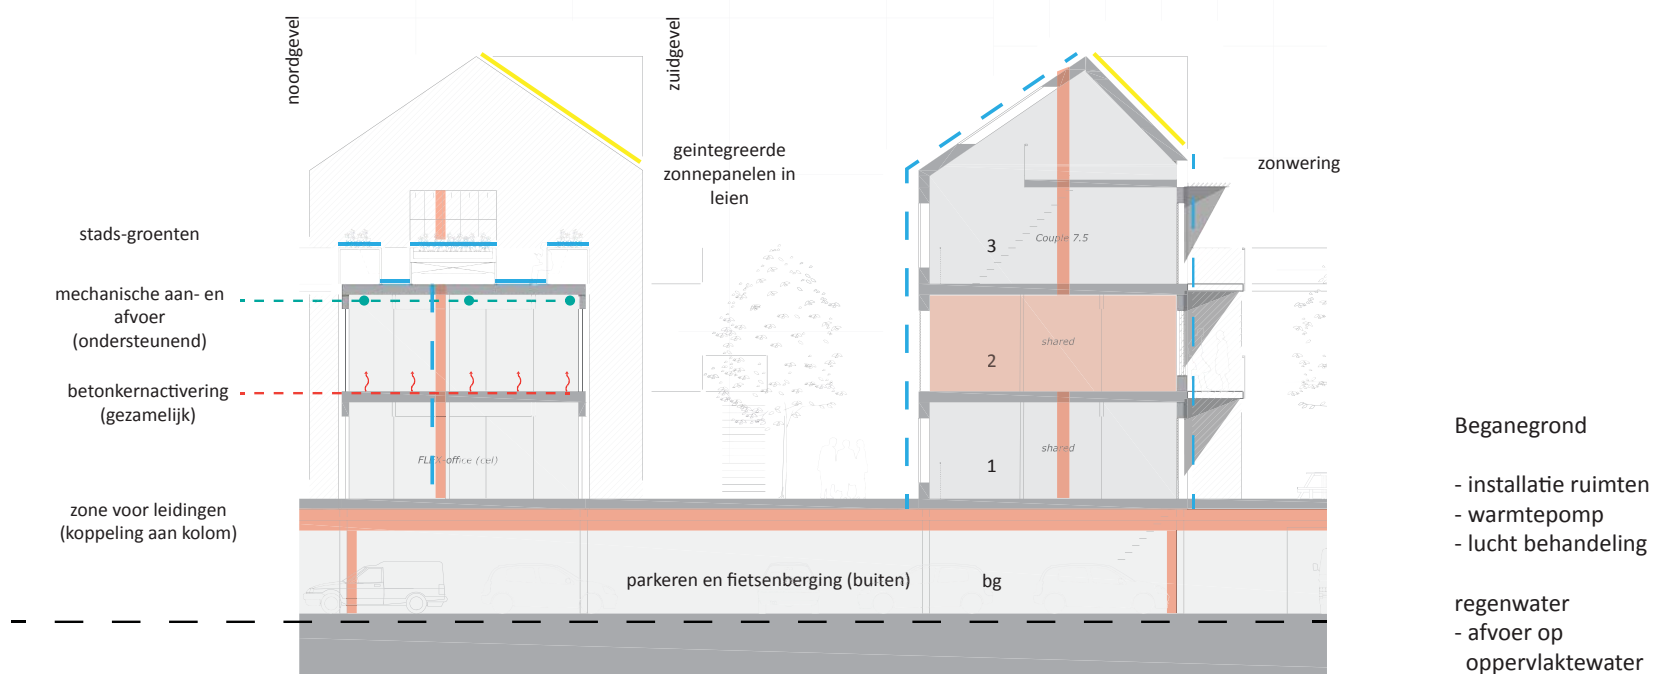 noordgevel
zuidgevel
geintegreerde
zonnepanelen in
leien
zonwering
stads-groenten
mechanische aan- en
afvoer
(ondersteunend)
betonkernactivering
(gezamelijk)
zone voor leidingen
(koppeling aan kolom)
FLEX-office (cel)
3
Couple 7.5
2
shared
1
shared
parkeren en fietsenberging (buiten)
bg
Beganegrond
- installatie ruimten
- warmtepomp
- lucht behandeling
regenwater
- afvoer op
oppervlaktewater